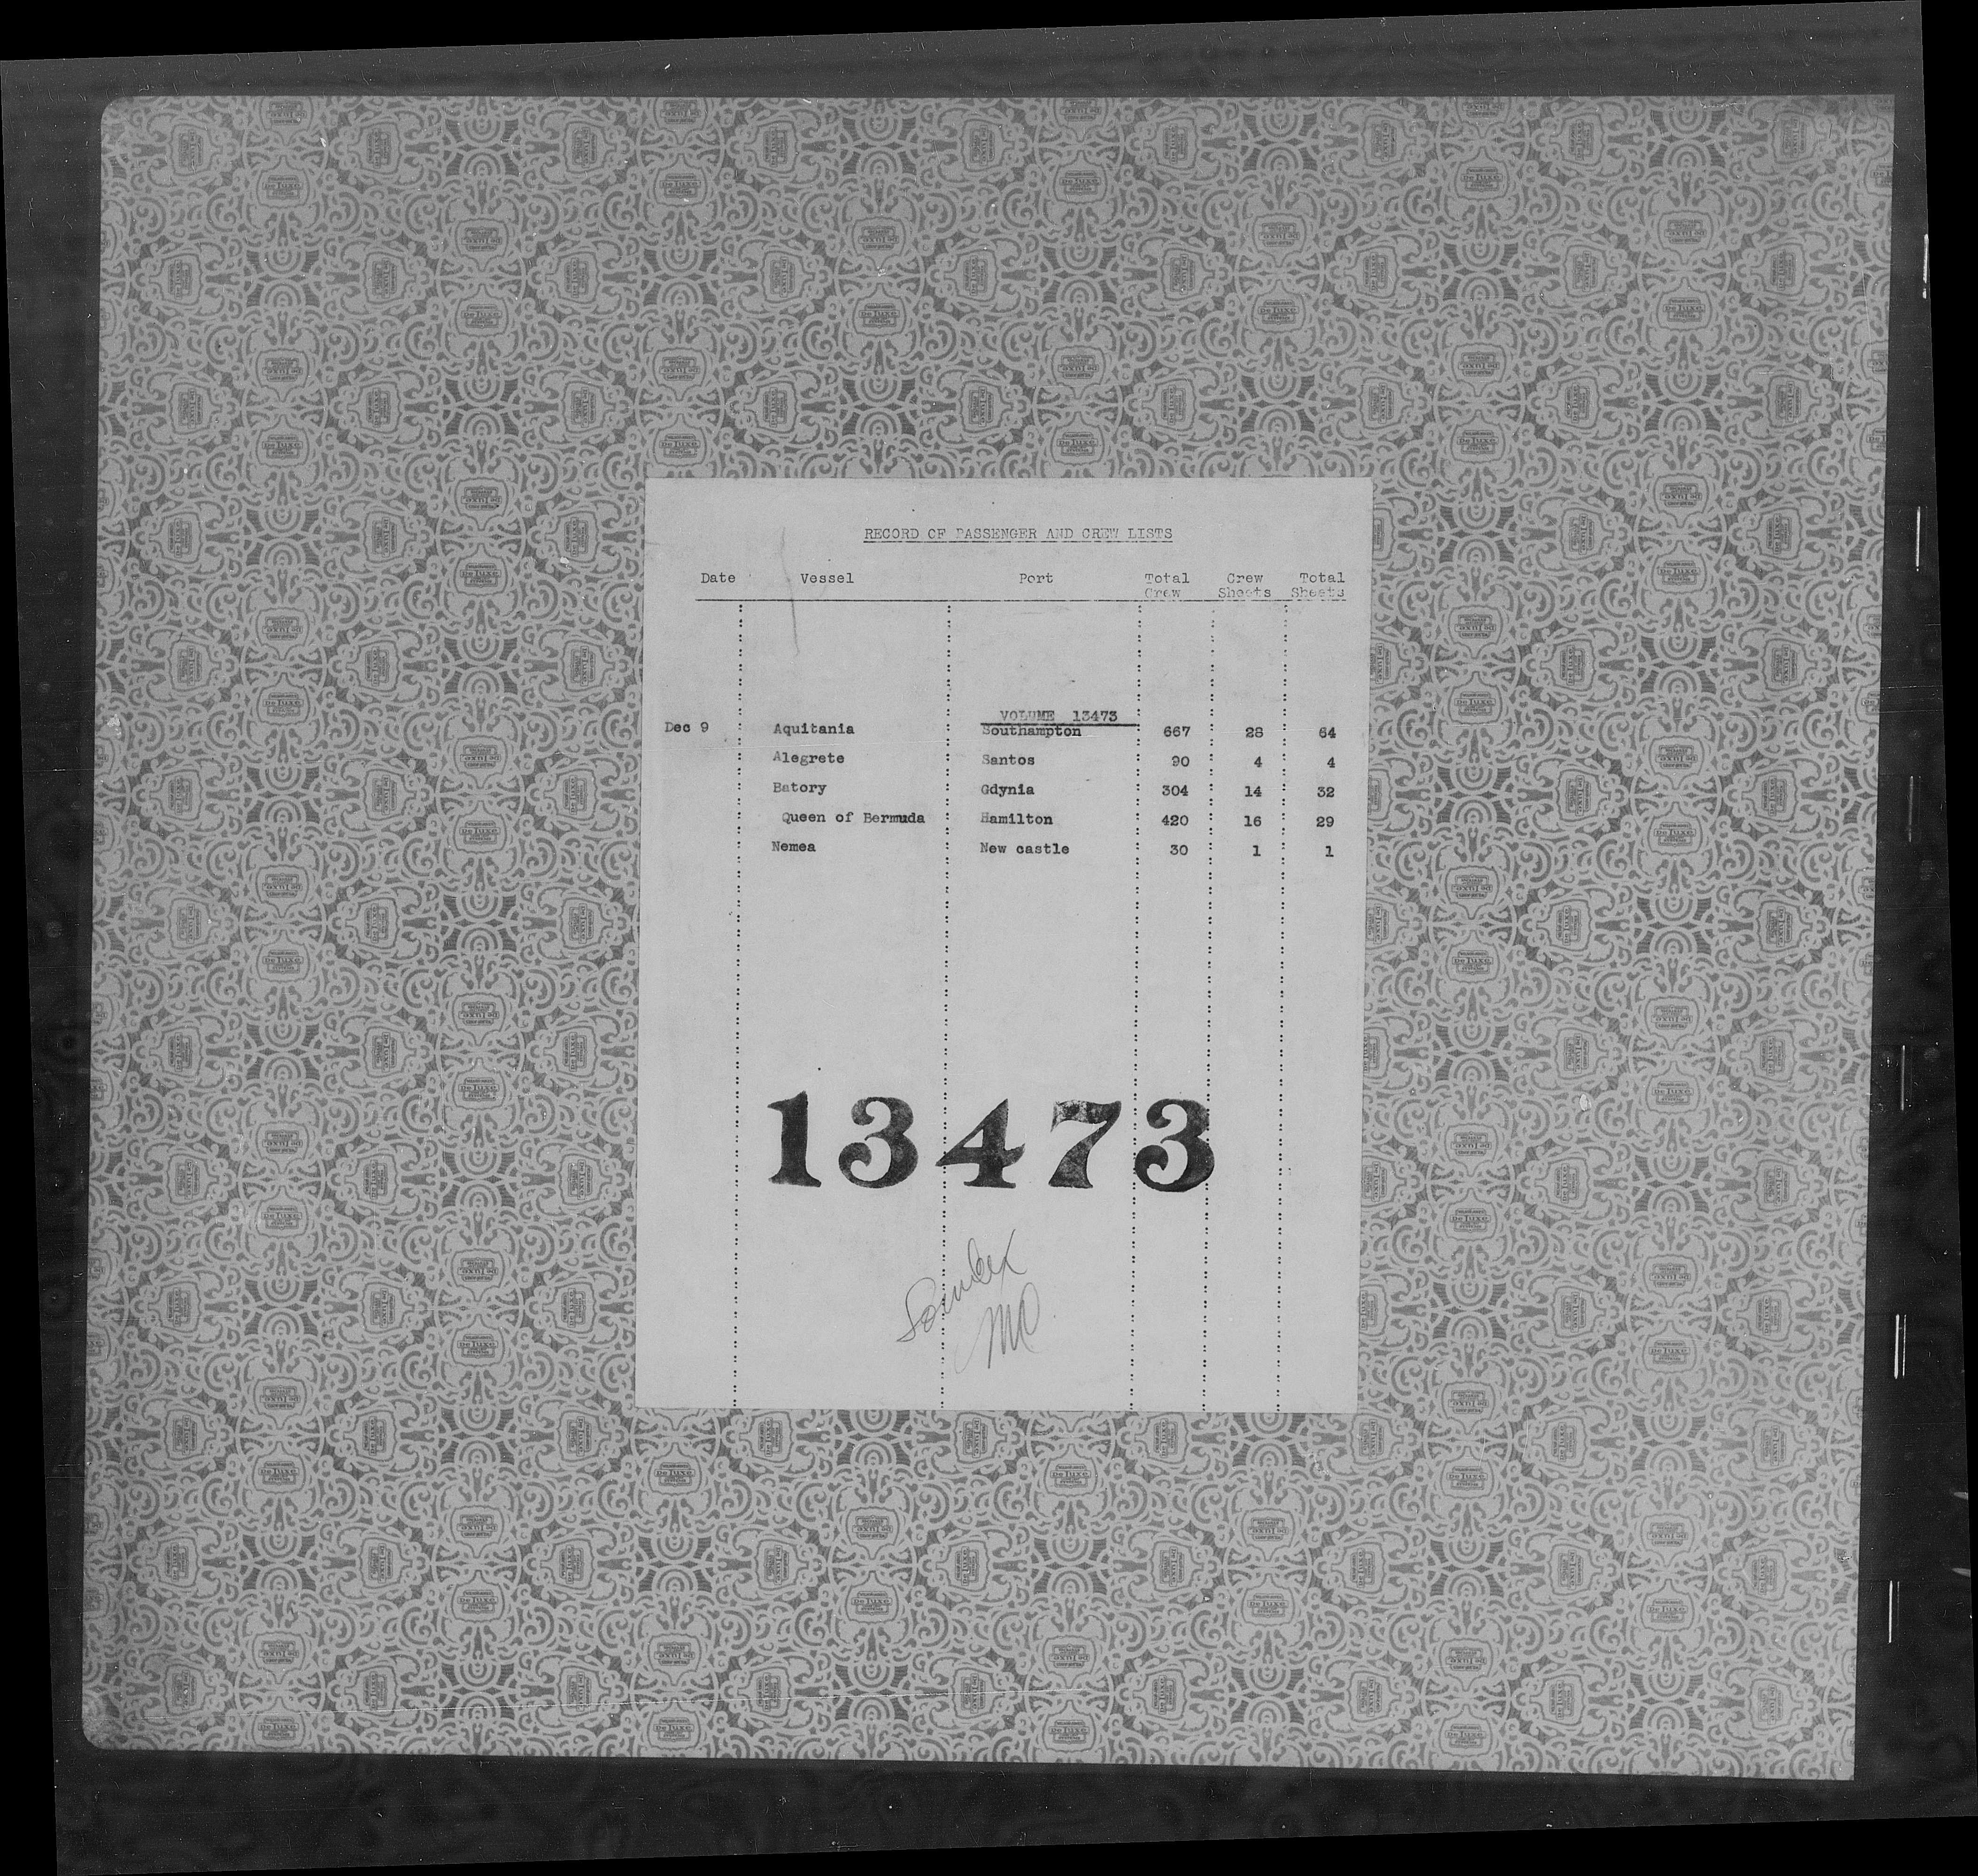 RECORD OF PASSENGER AND CREW LISTS
Date Vessel Port Total Crew Total
Crew Sheets Sheets
VOLUME 13473
Dec 9 Aquitania Southampton 667 28 64
Alegrete Santos 90 4 4
Batory Gdynia 304 14 32
Queen of Bermuda Hamilton 420 16 29
Nemea New castle 30 1 1
13473
De Luxe